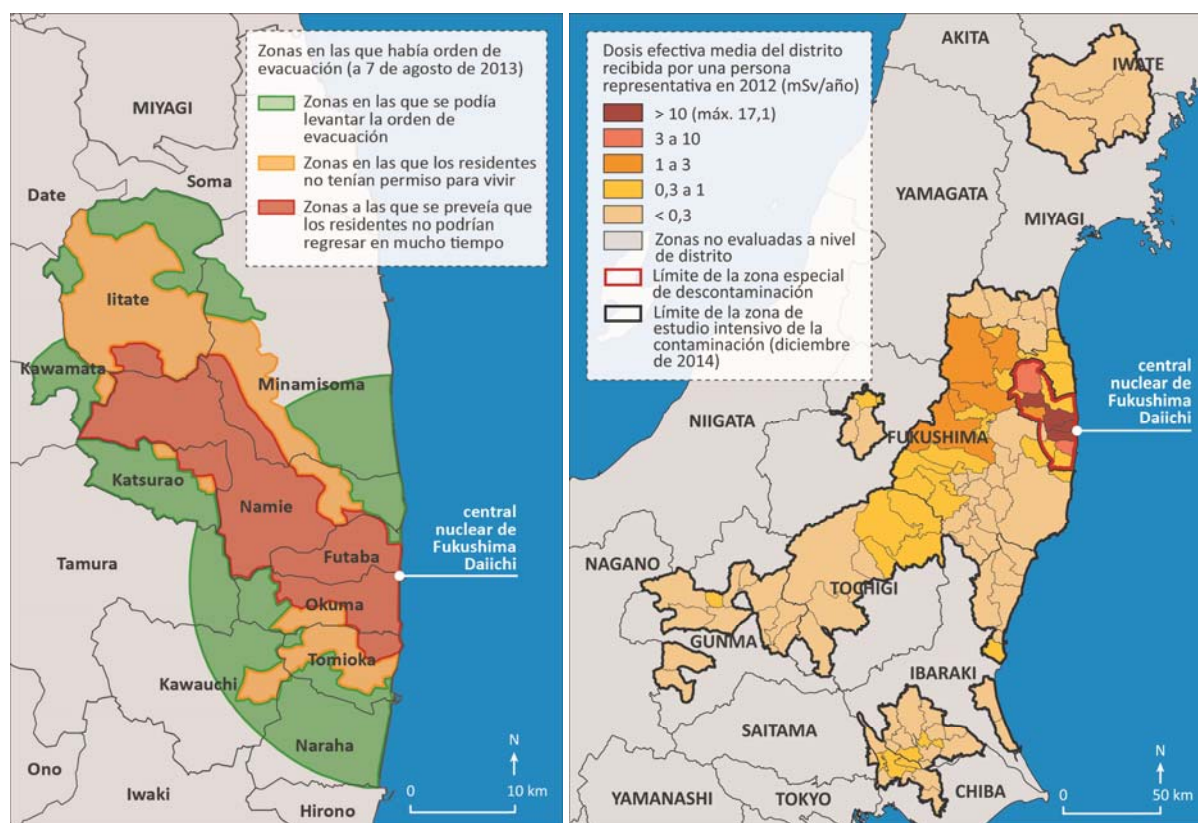 Zonas en las que había orden de
evacuación (a 7 de agosto de 2013)
Zonas en las que se podía
levantar la orden de
evacuación
Zonas en las que los residentes
no tenían permiso para vivir
Zonas a las que se preveía que
los residentes no podrían
regresar en mucho tiempo
MIYAGI
Date
Soma
Iitate
Kawamata
Minamisoma
Katsurao
Namie
central
nuclear de
Fukushima
Daiichi
Futaba
Tamura
Okuma
Tomioka
Kawauchi
Naraha
Ono
Iwaki
Hirono
N
0 10 km
Dosis efectiva media del distrito
recibida por una persona
representativa en 2012 (mSv/año)
> 10 (máx. 17,1)
3 a 10
1 a 3
0,3 a 1
< 0,3
Zonas no evaluadas a nivel
de distrito
Límite de la zona especial
de descontaminación
Límite de la zona de
estudio intensivo de la
contaminación (diciembre
de 2014)
AKITA
IWATE
YAMAGATA
MIYAGI
central
nuclear de
Fukushima
Daiichi
NIIGATA
FUKUSHIMA
NAGANO
TOCHIGI
GUNMA
IBARAKI
SAITAMA
YAMANASHI
TOKYO
CHIBA
N
0 50 km